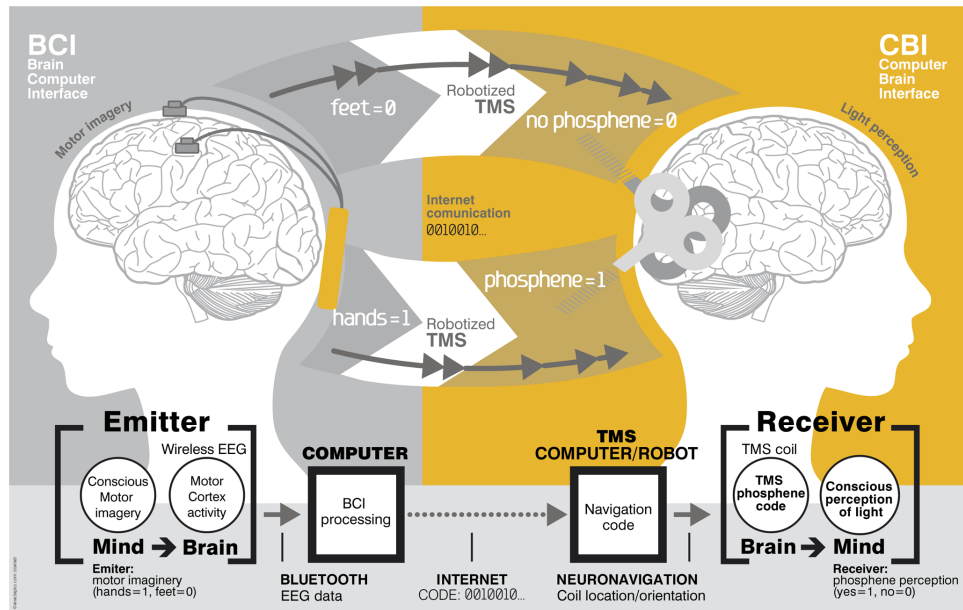 BCI
Brain
Computer
Interface
CBI
Computer
Brain
Interface
Motor imagery
Light perception
feet=0
Robotized
TMS
no phosphene=0
Internet
comunication
0010010...
phosphene=1
hands=1
Robotized
TMS
Emitter
Wireless EEG
Conscious
Motor
imagery
Motor
Cortex
activity
Mind
Brain
Emiter:
motor imaginery
(hands=1, feet=0)
COMPUTER
BCI
processing
BLUETOOTH
EEG data
INTERNET
CODE: 0010010...
TMS
COMPUTER/ROBOT
Navigation
code
NEURONAVIGATION
Coil location/orientation
Receiver
TMS coil
TMS
phosphene
code
Conscious
perception
of light
Brain
Mind
Receiver:
phosphene perception
(yes=1, no=0)